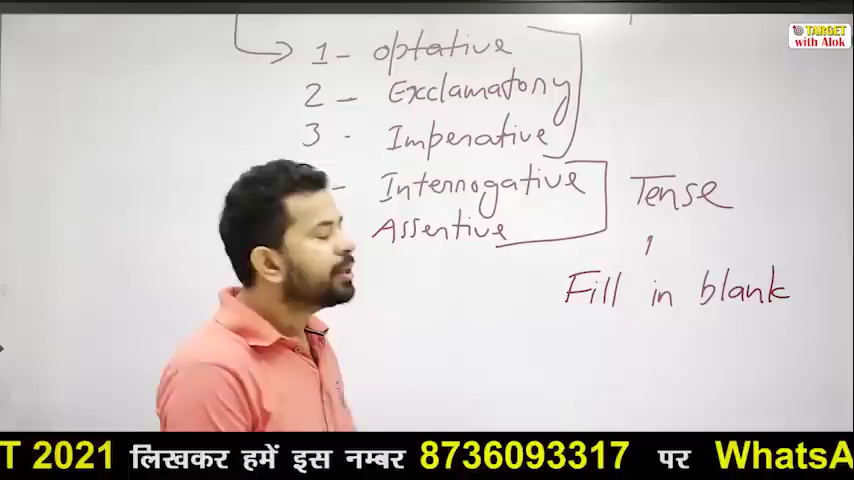 TARGET
with Alok
1 - optative
2 - Exclamatory
3 - Imperative
- Interrogative
Assertive
Tense
Fill in blank
T 2021 लिखकर हमें इस नम्बर 8736093317 पर WhatsA